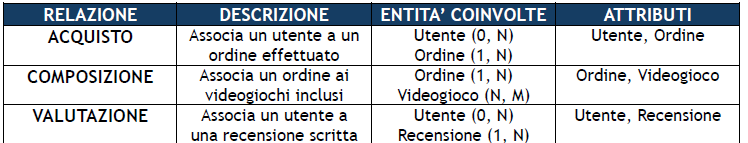 RELAZIONE DESCRIZIONE ENTITA’ COINVOLTE ATTRIBUTI
ACQUISTO Associa un utente a un Utente (0, N) Utente, Ordine
ordine effettuato Ordine (1, N)
COMPOSIZIONE Associa un ordine ai Ordine (1, N) Ordine, Videogioco
videogiochi inclusi Videogioco (N, M)
VALUTAZIONE Associa un utente a Utente (0, N) Utente, Recensione
una recensione scritta Recensione (1, N)